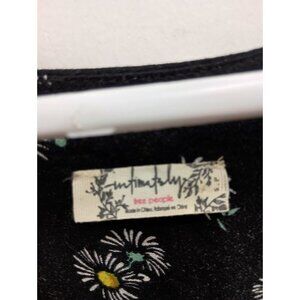 intimately
free people
Made in China, Fabriqué en Chine